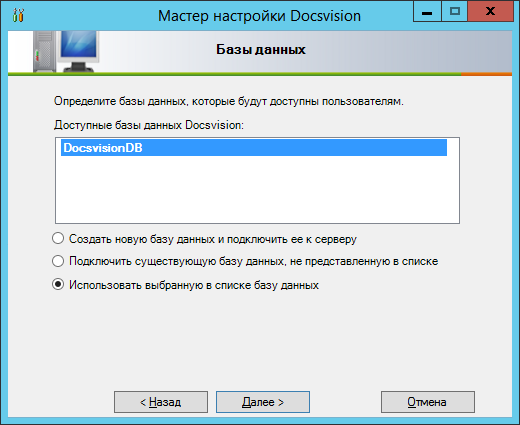 Мастер настройки Docsvision
Базы данных
Определите базы данных, которые будут доступны пользователям.
Доступные базы данных Docsvision:
DocsvisionDB
Создать новую базу данных и подключить ее к серверу
Подключить существующую базу данных, не представленную в списке
Использовать выбранную в списке базу данных
< Назад
Далее >
Отмена